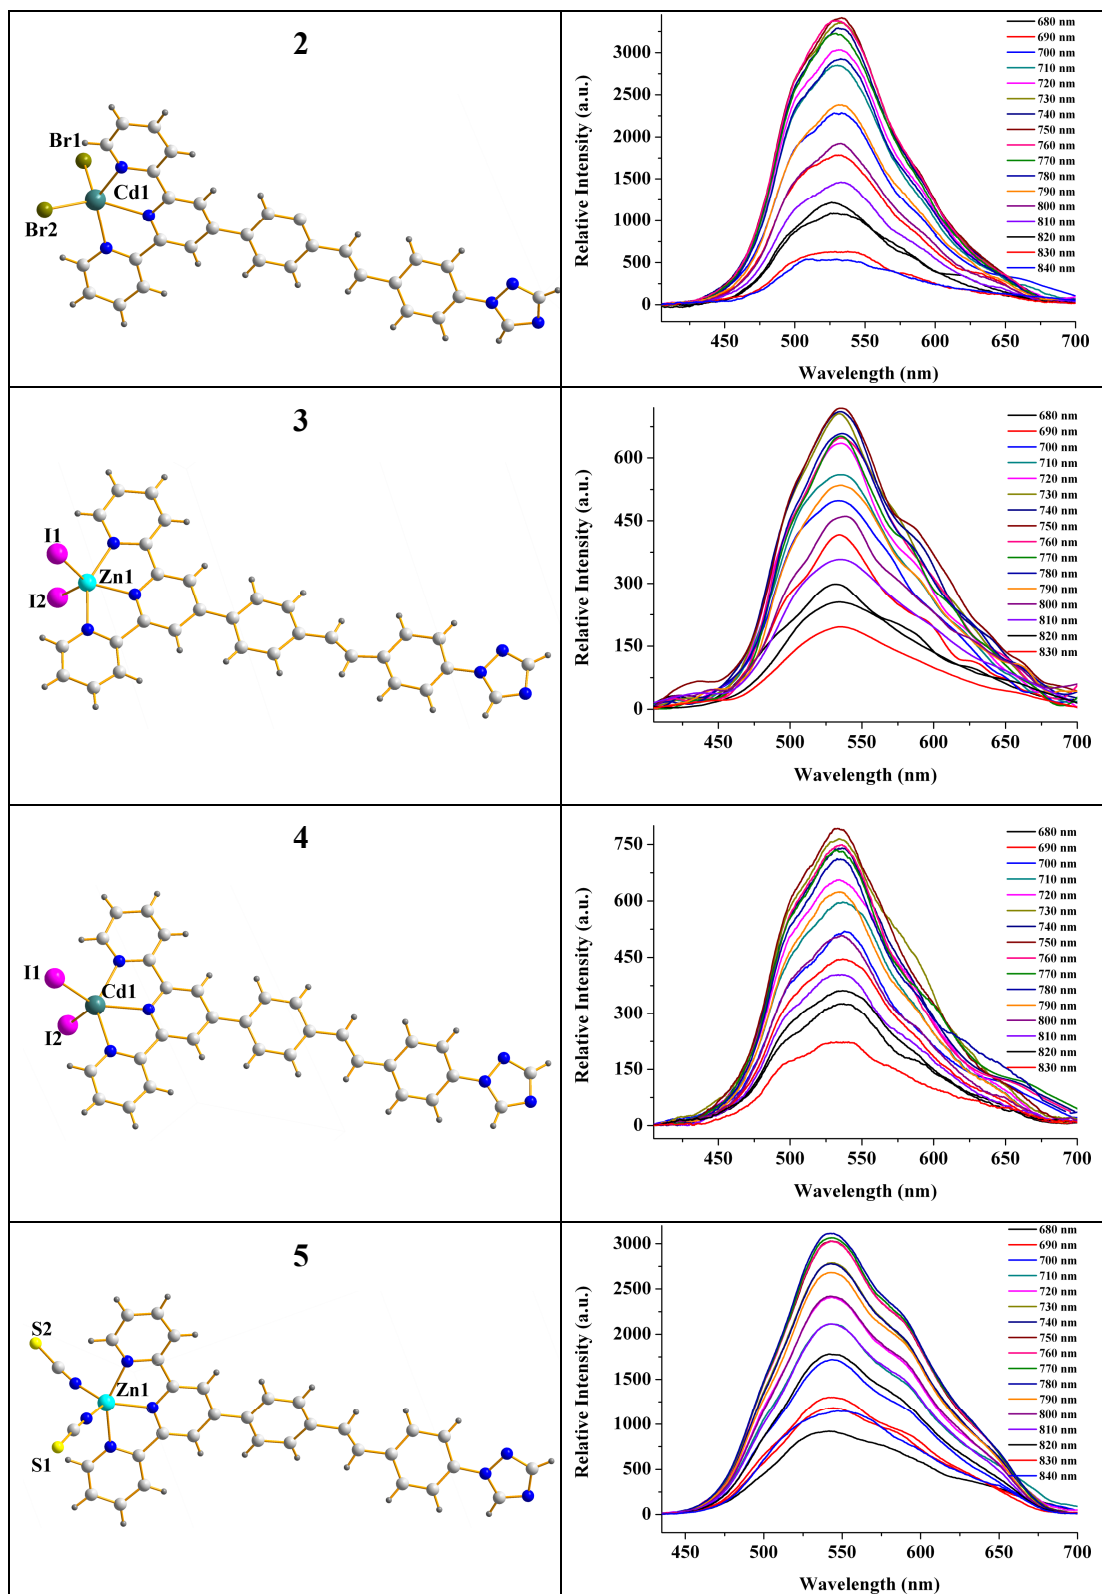 2
Br1
Cd1
Br2
Relative Intensity (a.u.)
3000
2500
2000
1500
1000
500
0
450 500 550 600 650 700
Wavelength (nm)
680 nm
690 nm
700 nm
710 nm
720 nm
730 nm
740 nm
750 nm
760 nm
770 nm
780 nm
790 nm
800 nm
810 nm
820 nm
830 nm
840 nm
3
I1
Zn1
I2
Relative Intensity (a.u.)
600
450
300
150
0
450 500 550 600 650 700
Wavelength (nm)
680 nm
690 nm
700 nm
710 nm
720 nm
730 nm
740 nm
750 nm
760 nm
770 nm
780 nm
790 nm
800 nm
810 nm
820 nm
830 nm
4
I1
Cd1
I2
Relative Intensity (a.u.)
750
600
450
300
150
0
450 500 550 600 650 700
Wavelength (nm)
680 nm
690 nm
700 nm
710 nm
720 nm
730 nm
740 nm
750 nm
760 nm
770 nm
780 nm
790 nm
800 nm
810 nm
820 nm
830 nm
5
S2
Zn1
S1
Relative Intensity (a.u.)
3000
2500
2000
1500
1000
500
0
450 500 550 600 650 700
Wavelength (nm)
680 nm
690 nm
700 nm
710 nm
720 nm
730 nm
740 nm
750 nm
760 nm
770 nm
780 nm
790 nm
800 nm
810 nm
820 nm
830 nm
840 nm